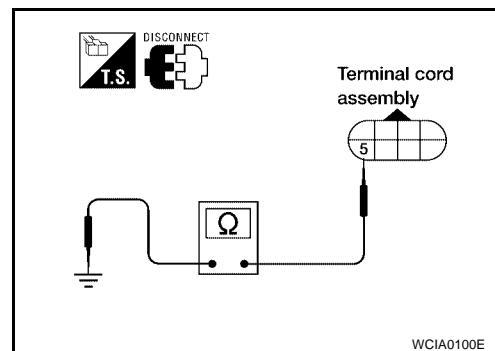 DISCONNECT
T.S.
Terminal cord
assembly
5
Ω
WCIA0100E